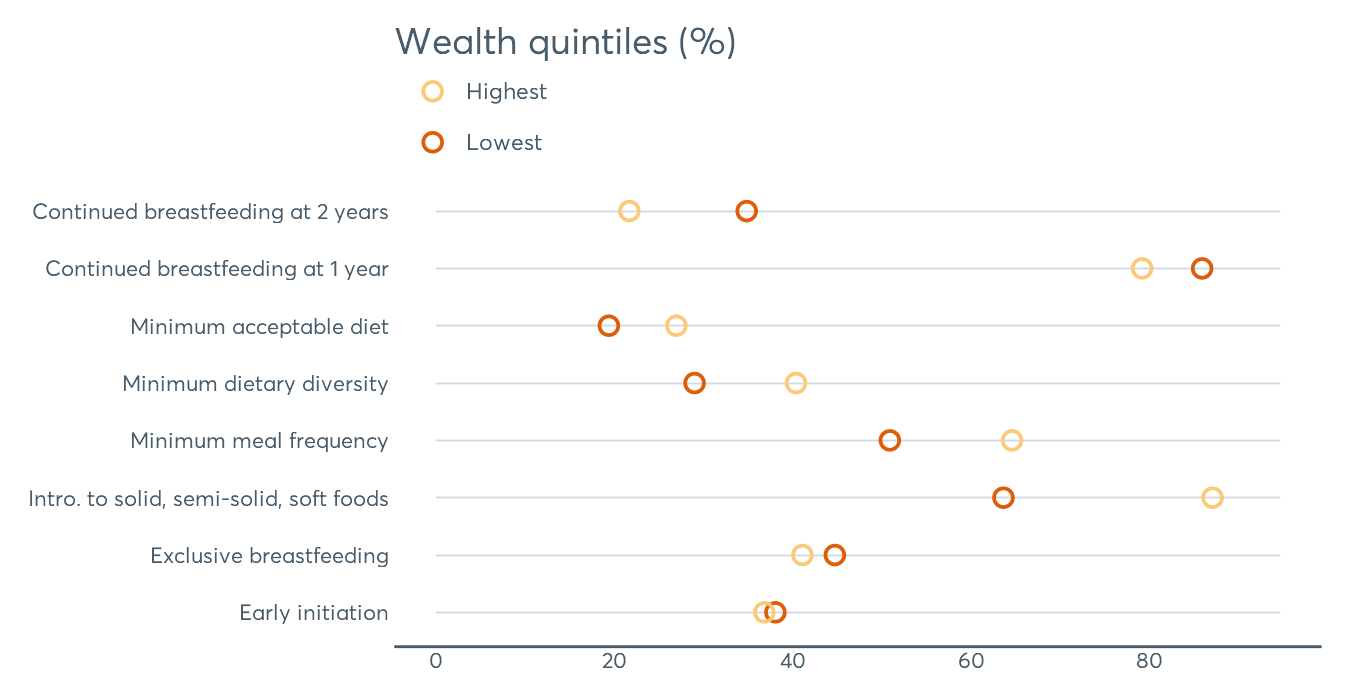 Wealth quintiles (%)
Highest
Lowest
Continued breastfeeding at 2 years
Continued breastfeeding at 1 year
Minimum acceptable diet
Minimum dietary diversity
Minimum meal frequency
Intro. to solid, semi-solid, soft foods
Exclusive breastfeeding
Early initiation
0 20 40 60 80